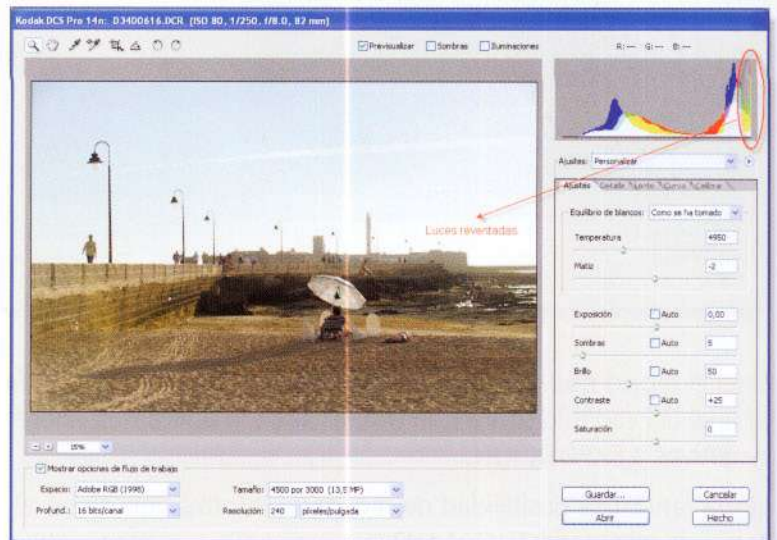 Kodak DCS Pro 14n: D34D0616.DCR (ISO 80, 1/250, f/8.0, 82 mm)
Previsualizar Sombras Iluminaciones R: --- G: --- B: ---
Ajustes: Personalizar
Ajustes Detalle Lente Curva Calibrar
Equilibrio de blancos: Como se ha tomado
Luces reventadas
Temperatura 4950
Matiz -2
Exposición Auto 0,00
Sombras Auto 5
Brillo Auto 50
Contraste Auto +25
Saturación 0
15%
Mostrar opciones de flujo de trabajo
Espacio: Adobe RGB (1998) Tamaño: 4500 por 3000 (13,5 MP)
Profund.: 16 bits/canal Resolución: 240 píxeles/pulgada
Guardar... Cancelar
Abrir Hecho